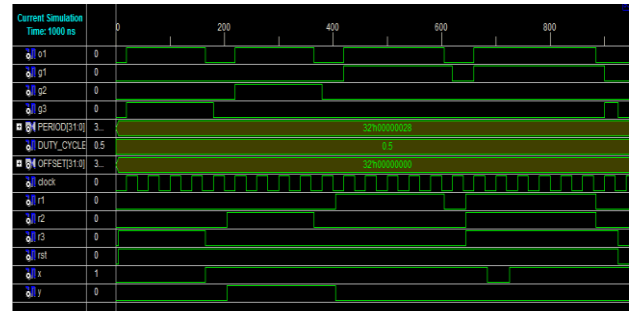 Current Simulation
Time: 1000 ns
0 200 400 600 800
o1 0
g1 0
g2 0
g3 0
PERIOD[31:0] 3... 32'h00000028
DUTY_CYCLE 0.5 0.5
OFFSET[31:0] 3... 32'h00000000
clock 0
r1 0
r2 0
r3 0
rst 0
x 1
y 0